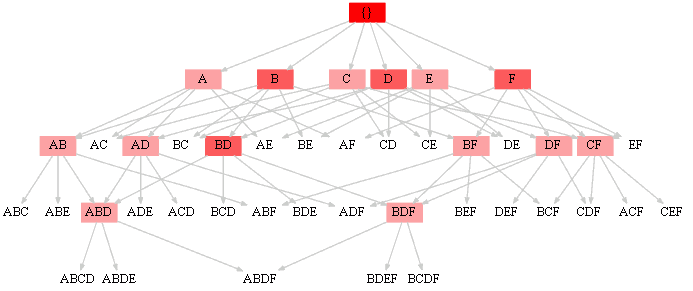 {}
A B C D E F
AB AC AD BC BD AE BE AF CD CE BF DE DF CF EF
ABC ABE ABD ADE ACD BCD ABF BDE ADF BDF BEF DEF BCF CDF ACF CEF
ABCD ABDE ABDF BDEF BCDF